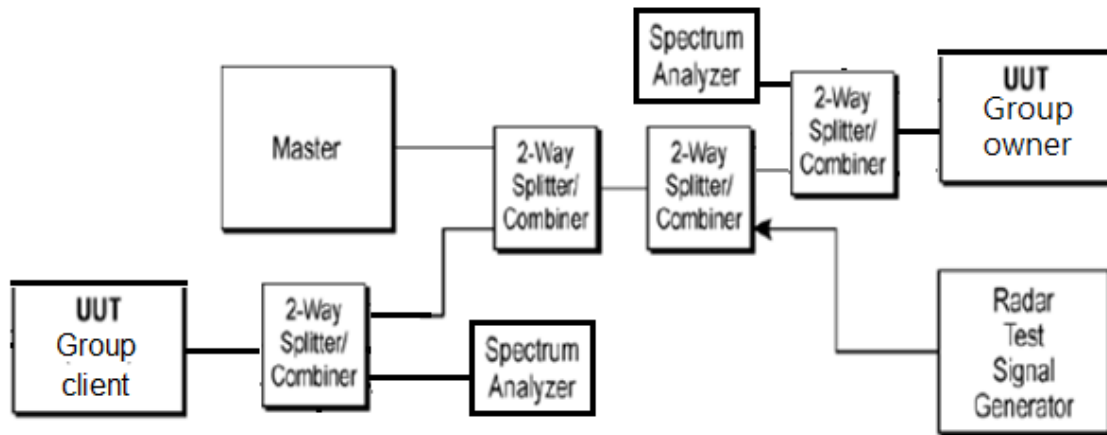 Spectrum
Analyzer
2-Way
Splitter/
Combiner
UUT
Group
owner
Master
2-Way
Splitter/
Combiner
2-Way
Splitter/
Combiner
UUT
Group
client
2-Way
Splitter/
Combiner
Spectrum
Analyzer
Radar
Test
Signal
Generator